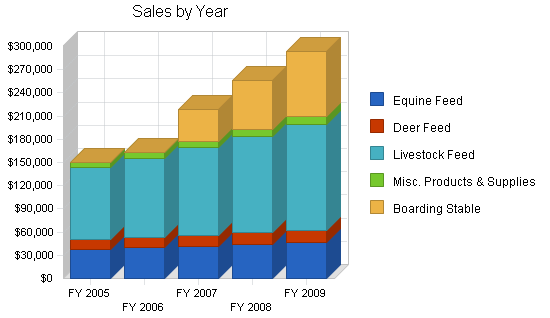 Sales by Year
$300,000
$270,000
$240,000
$210,000
$180,000
$150,000
$120,000
$90,000
$60,000
$30,000
$0
FY 2005
FY 2006
FY 2007
FY 2008
FY 2009
Equine Feed
Deer Feed
Livestock Feed
Misc. Products & Supplies
Boarding Stable